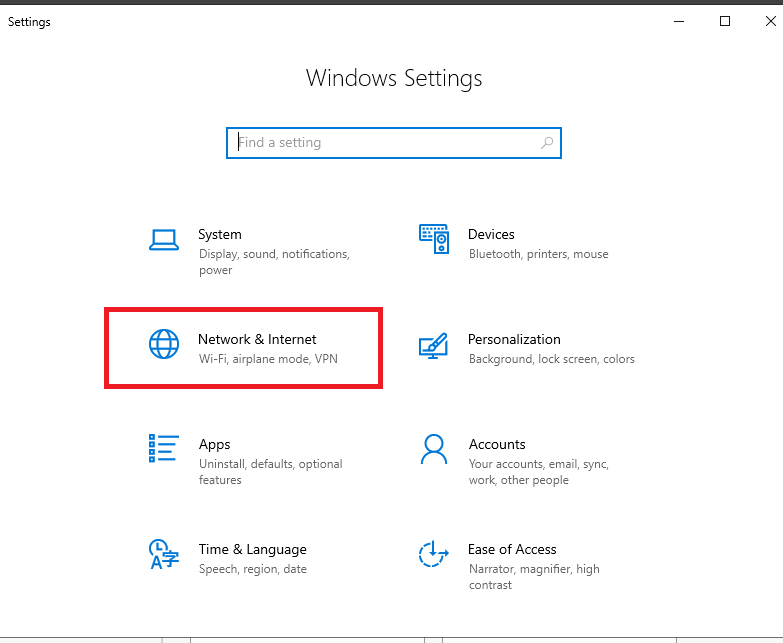 Settings
Windows Settings
Find a setting
System
Display, sound, notifications,
power
Devices
Bluetooth, printers, mouse
Network & Internet
Wi-Fi, airplane mode, VPN
Personalization
Background, lock screen, colors
Apps
Uninstall, defaults, optional
features
Accounts
Your accounts, email, sync,
work, other people
Time & Language
Speech, region, date
Ease of Access
Narrator, magnifier, high
contrast